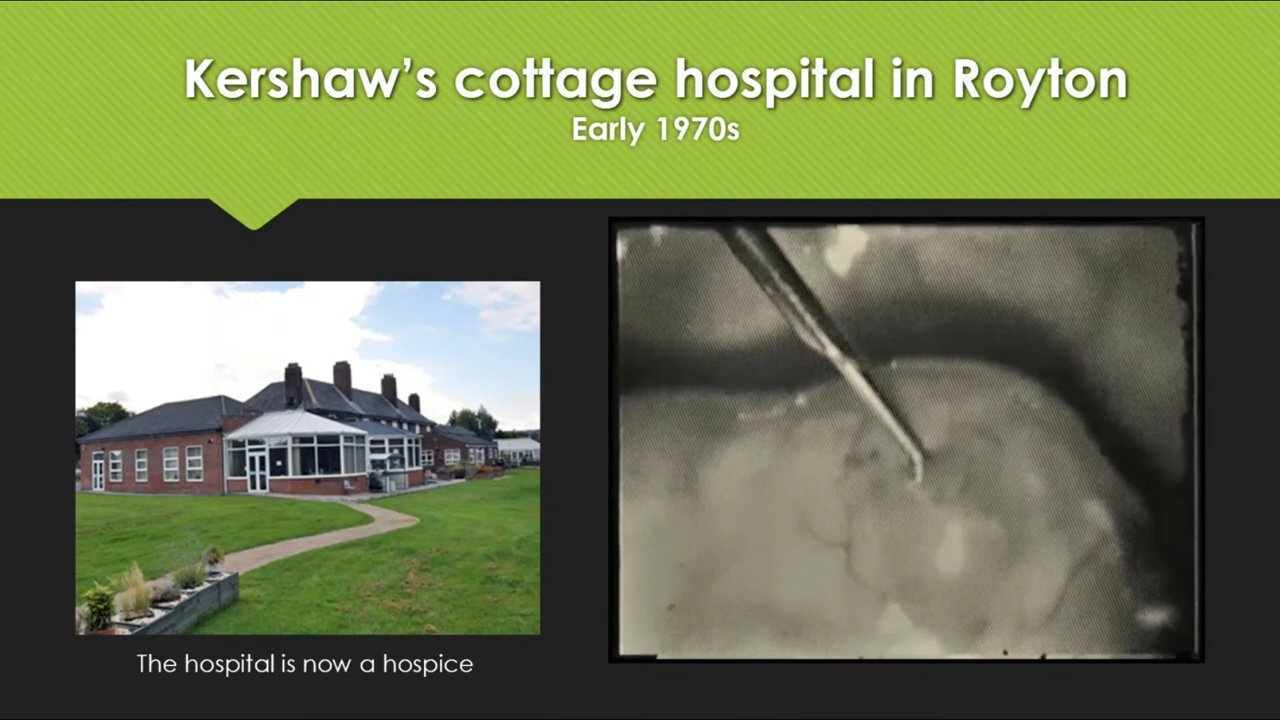 Kershaw’s cottage hospital in Royton
Early 1970s
The hospital is now a hospice